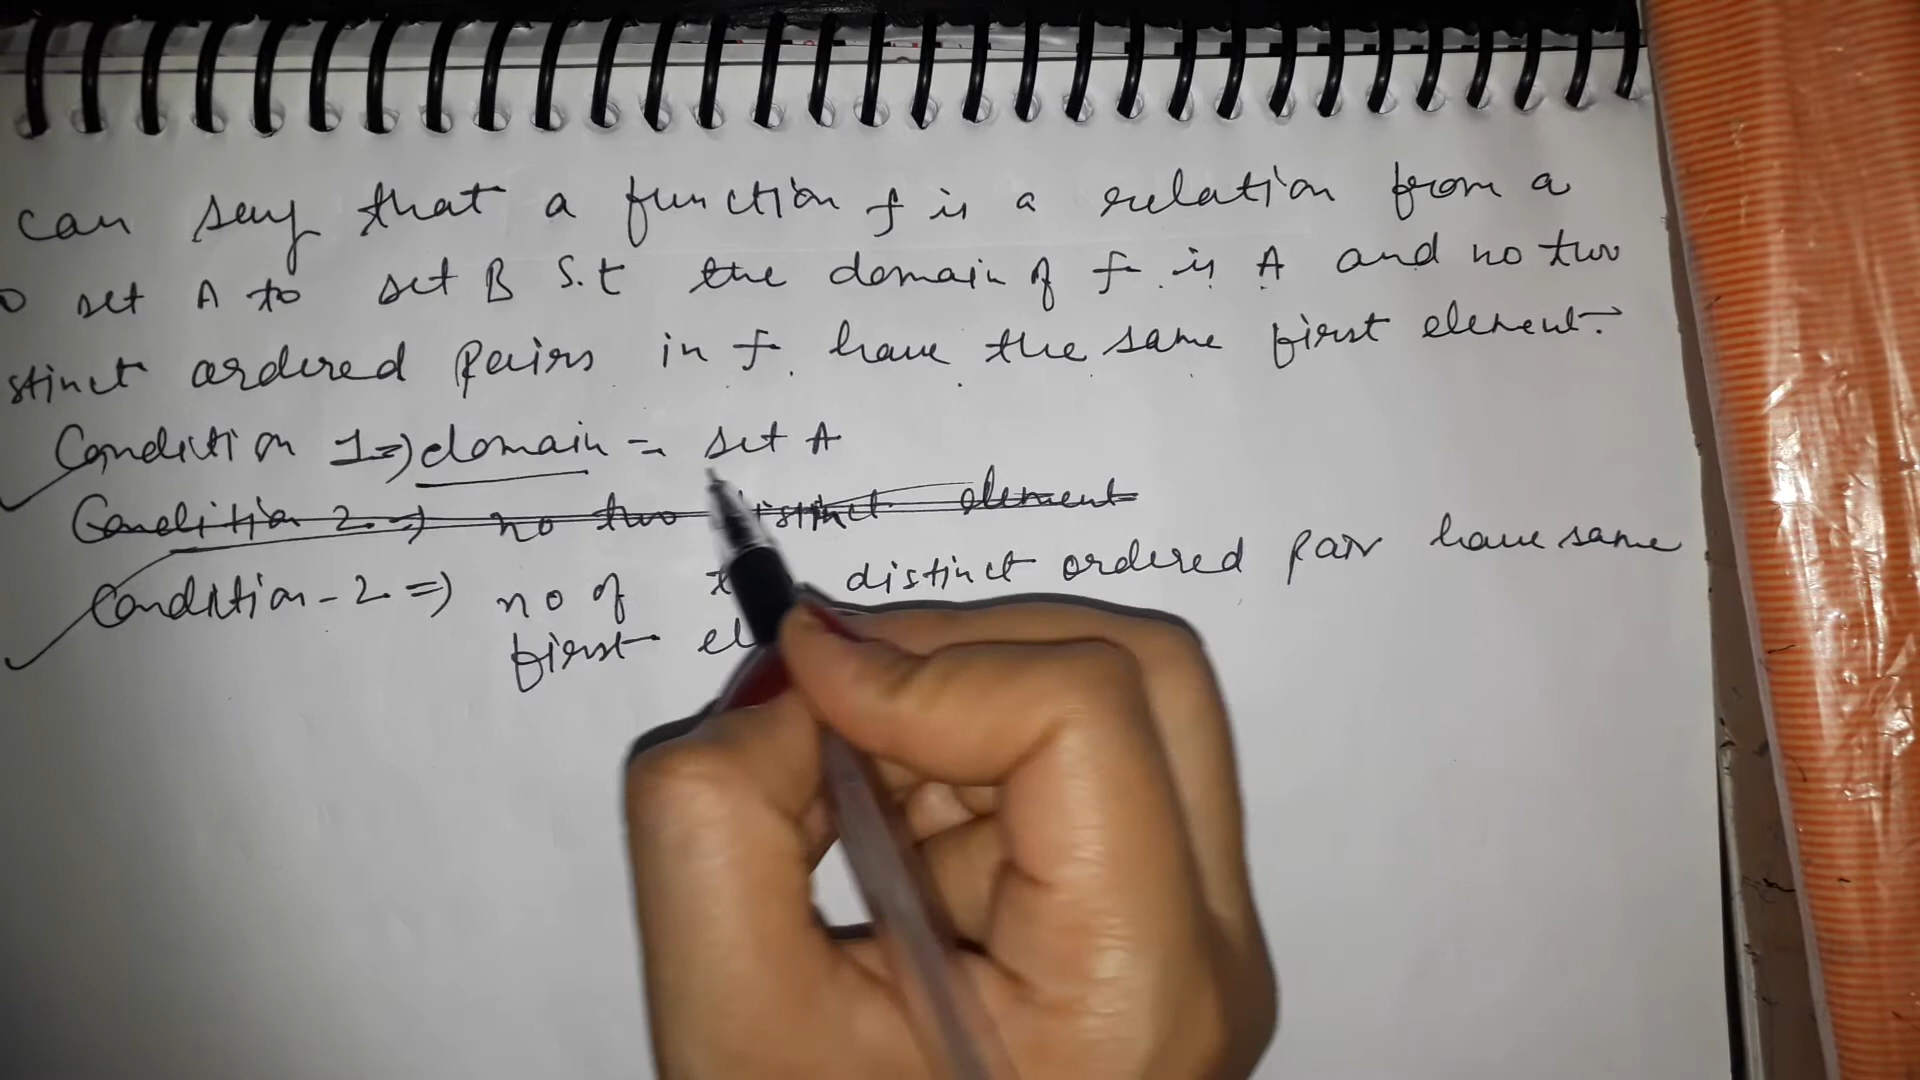 can say that a function f is a relation from a
set A to set B S.t the domain of f is A and no two
stinct ordered pairs in f have the same first element.
Condition 1=) domain = set A
Condition 2 =) no two distinct element
Condition - 2 =) no of distinct ordered pair have same
first